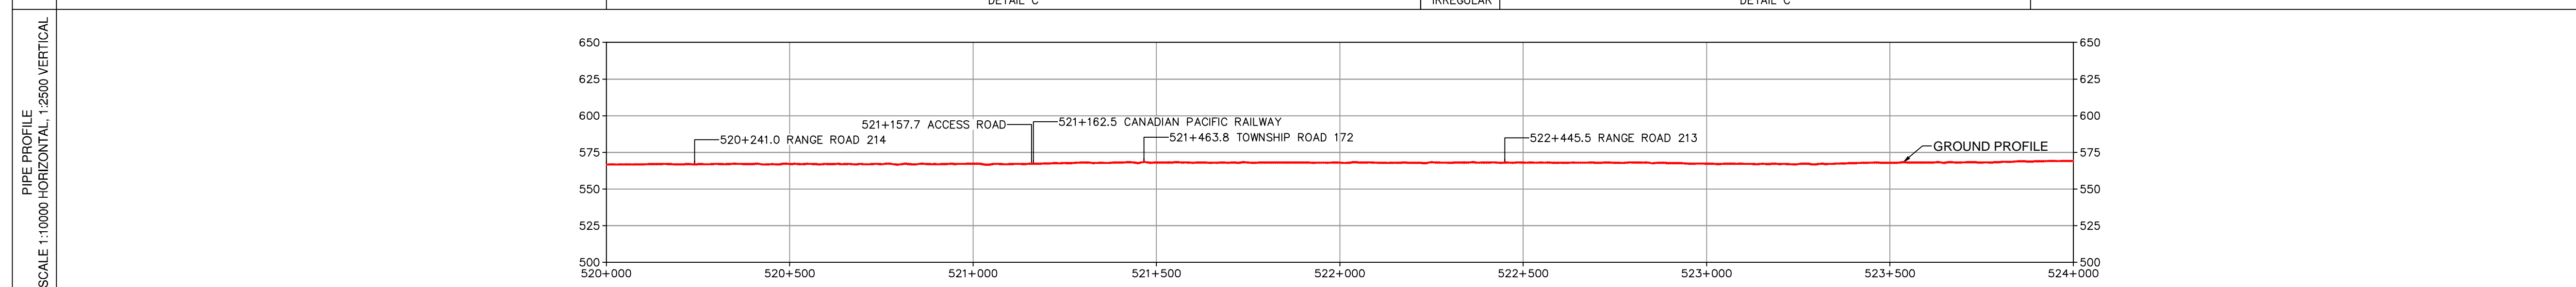 DETAIL C
IRREGULAR
DETAIL C
PIPE PROFILE
SCALE 1:10000 HORIZONTAL, 1:2500 VERTICAL
650
650
625
625
600
600
521+157.7 ACCESS ROAD
521+162.5 CANADIAN PACIFIC RAILWAY
520+241.0 RANGE ROAD 214
521+463.8 TOWNSHIP ROAD 172
522+445.5 RANGE ROAD 213
GROUND PROFILE
575
575
550
550
525
525
500
500
520+000
520+500
521+000
521+500
522+000
522+500
523+000
523+500
524+000